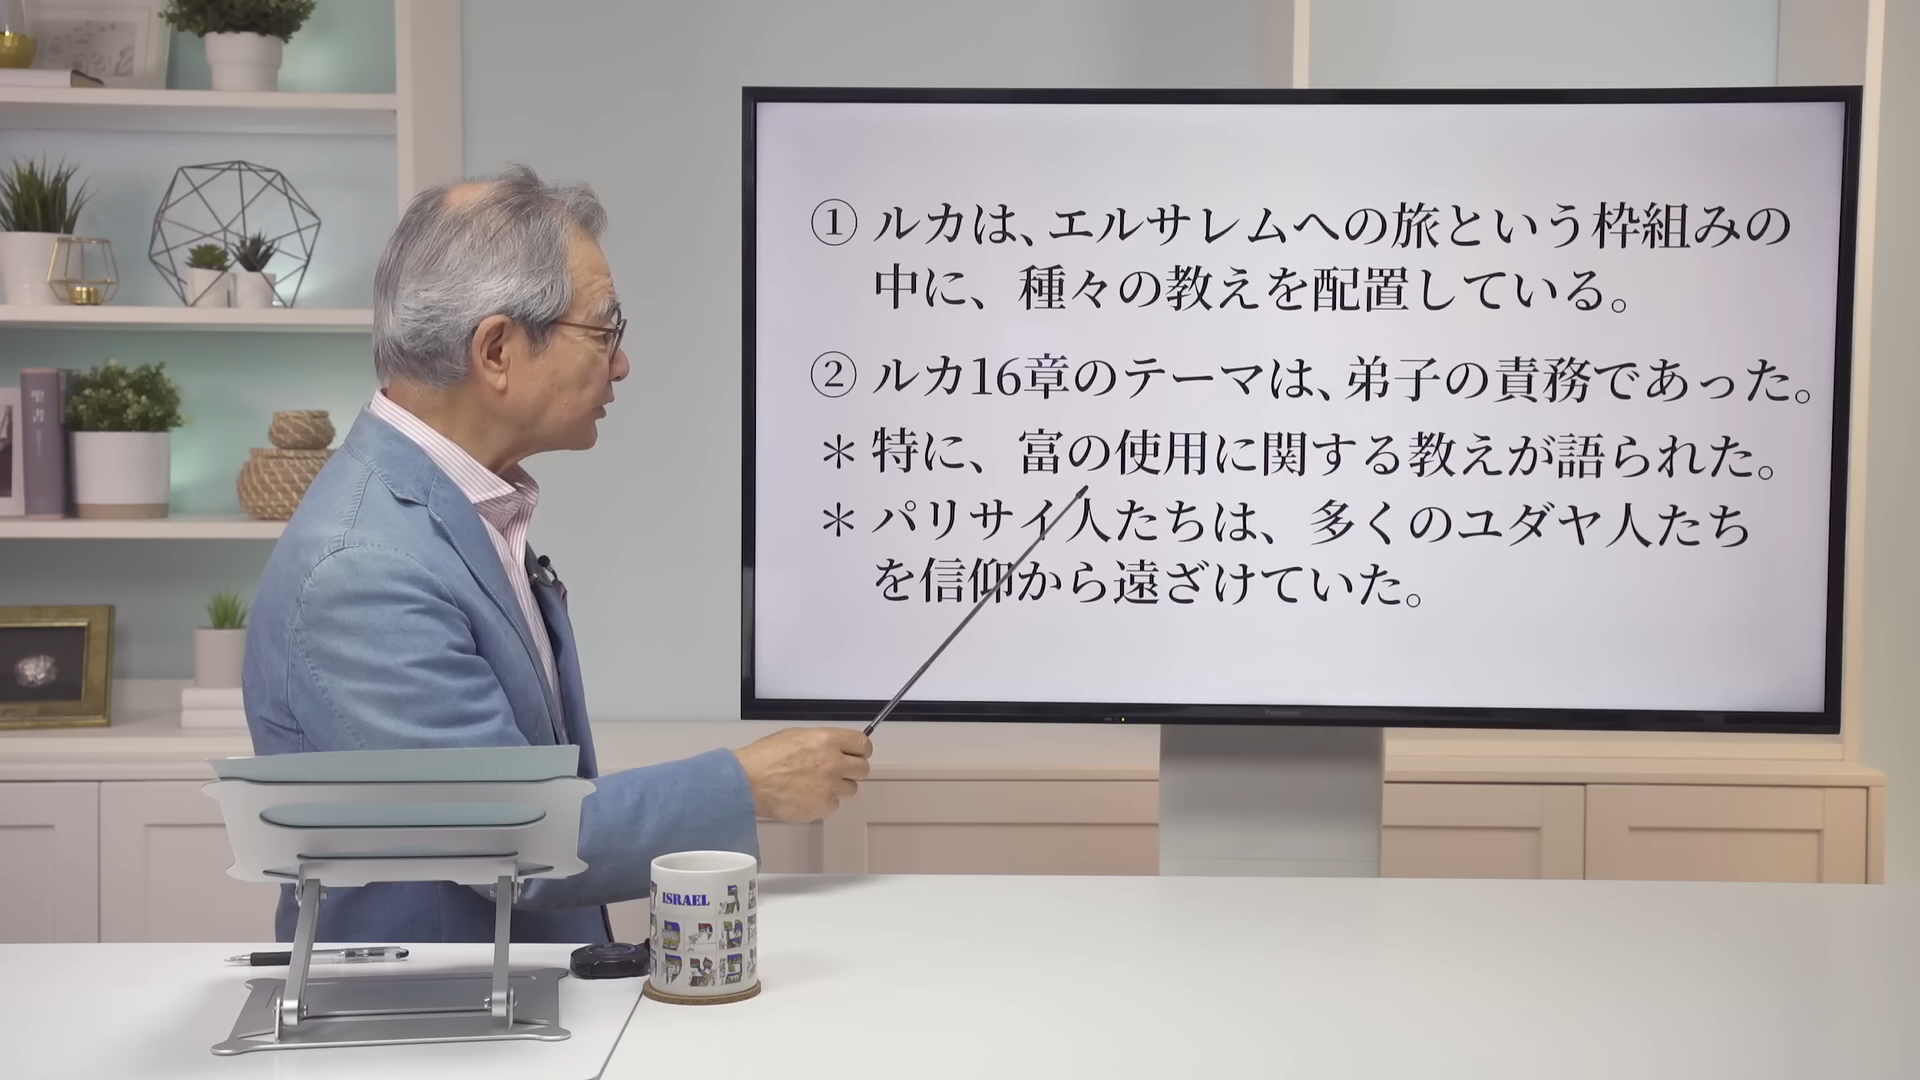 ① ルカは、エルサレムへの旅という枠組みの
中に、種々の教えを配置している。
② ルカ16章のテーマは、弟子の責務であった。
＊ 特に、富の使用に関する教えが語られた。
＊ パリサイ人たちは、多くのユダヤ人たち
を信仰から遠ざけていた。
聖書
Panasonic
ISRAEL